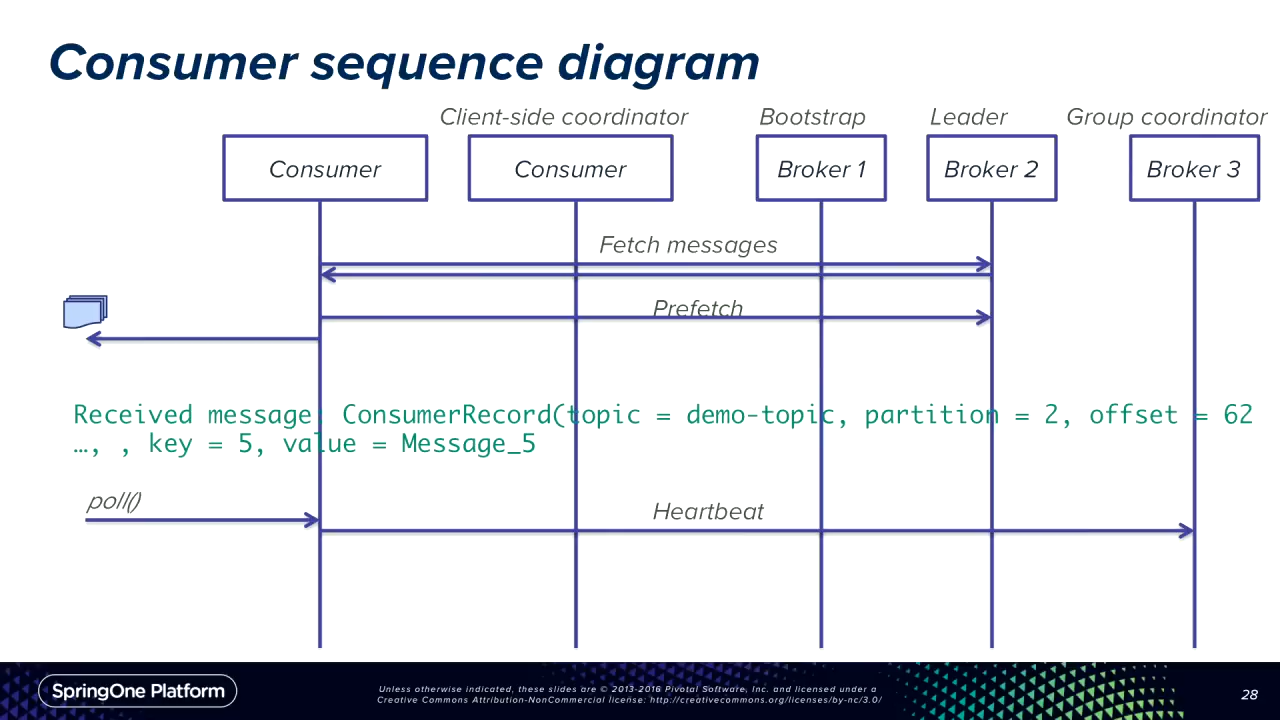 Consumer sequence diagram
Client-side coordinator
Bootstrap
Leader
Group coordinator
Consumer
Consumer
Broker 1
Broker 2
Broker 3
Fetch messages
Prefetch
Received message: ConsumerRecord(topic = demo-topic, partition = 2, offset = 62
…, , key = 5, value = Message_5
poll()
Heartbeat
SpringOne Platform
Unless otherwise indicated, these slides are © 2013-2016 Pivotal Software, Inc. and licensed under a
Creative Commons Attribution-NonCommercial license: http://creativecommons.org/licenses/by-nc/3.0/
28